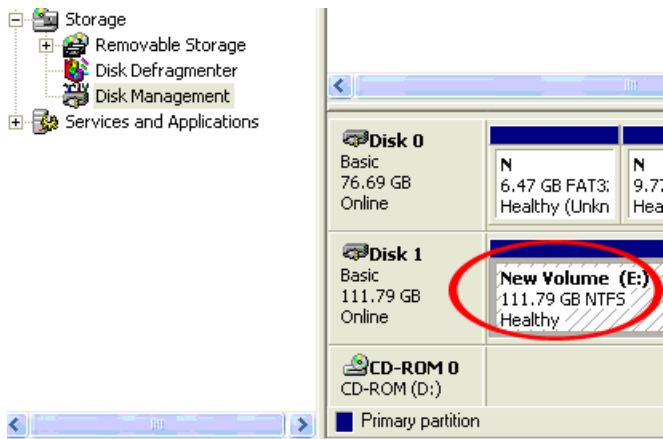 Storage
Removable Storage
Disk Defragmenter
Disk Management
Services and Applications
Disk 0
Basic
76.69 GB
Online
N
6.47 GB FAT3
Healthy (Unkn
N
9.77
Hea
Disk 1
Basic
111.79 GB
Online
New Volume (E:)
111.79 GB NTFS
Healthy
CD-ROM 0
CD-ROM (D:)
Primary partition